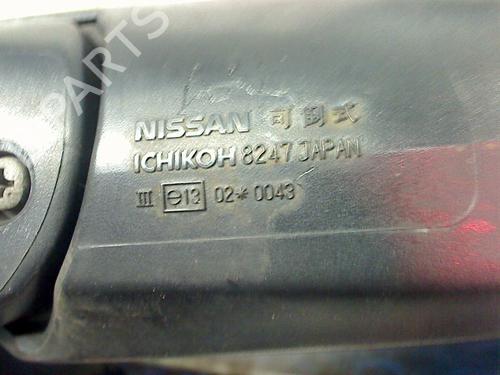 PARTS
NISSAN 可倒式
ICHIKOH 8247 JAPAN
III e13 02*0043